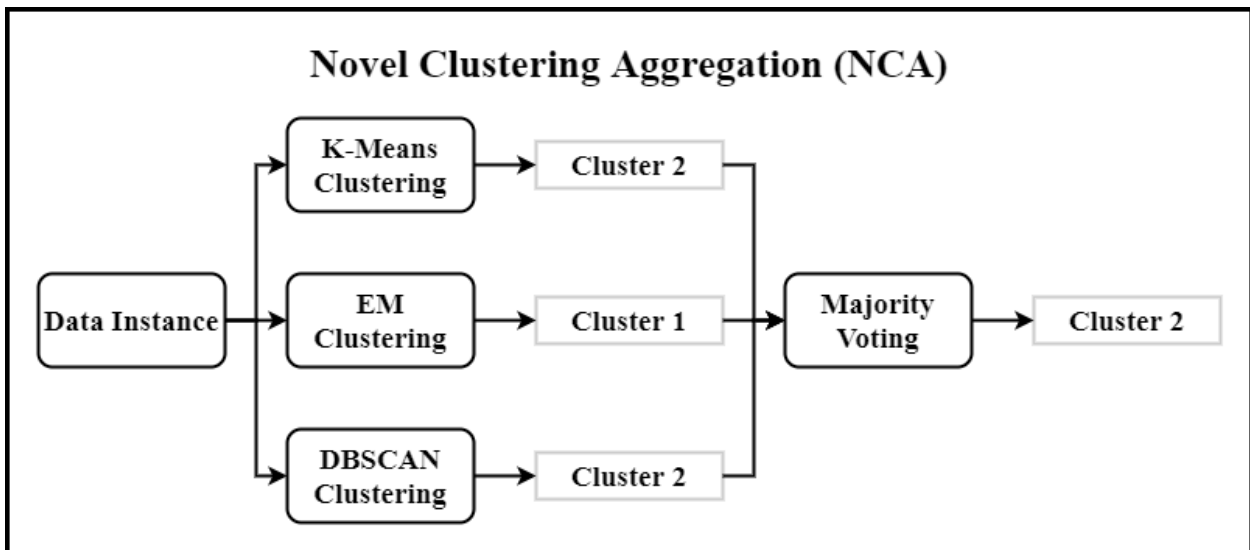 Novel Clustering Aggregation (NCA)
K-Means
Clustering
Cluster 2
Data Instance
EM
Clustering
Cluster 1
Majority
Voting
Cluster 2
DBSCAN
Clustering
Cluster 2